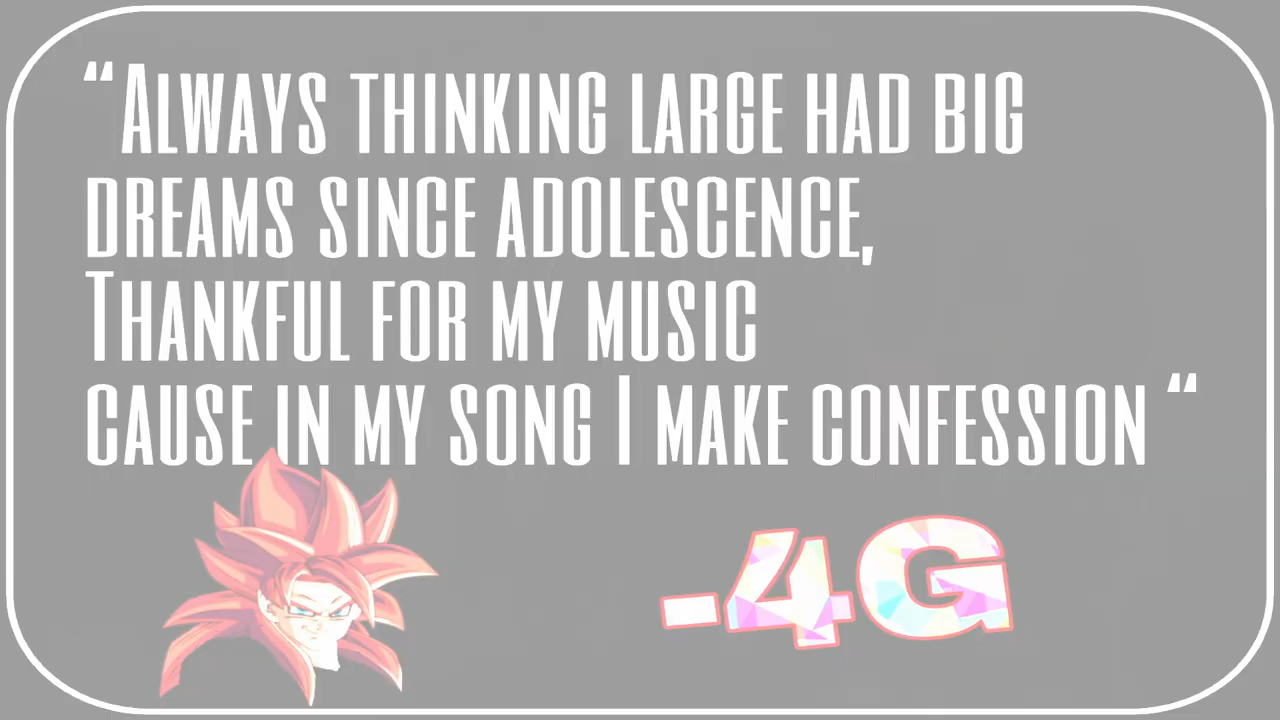 “Always thinking large had big
dreams since adolescence,
Thankful for my music
cause in my song I make confession “
-4G